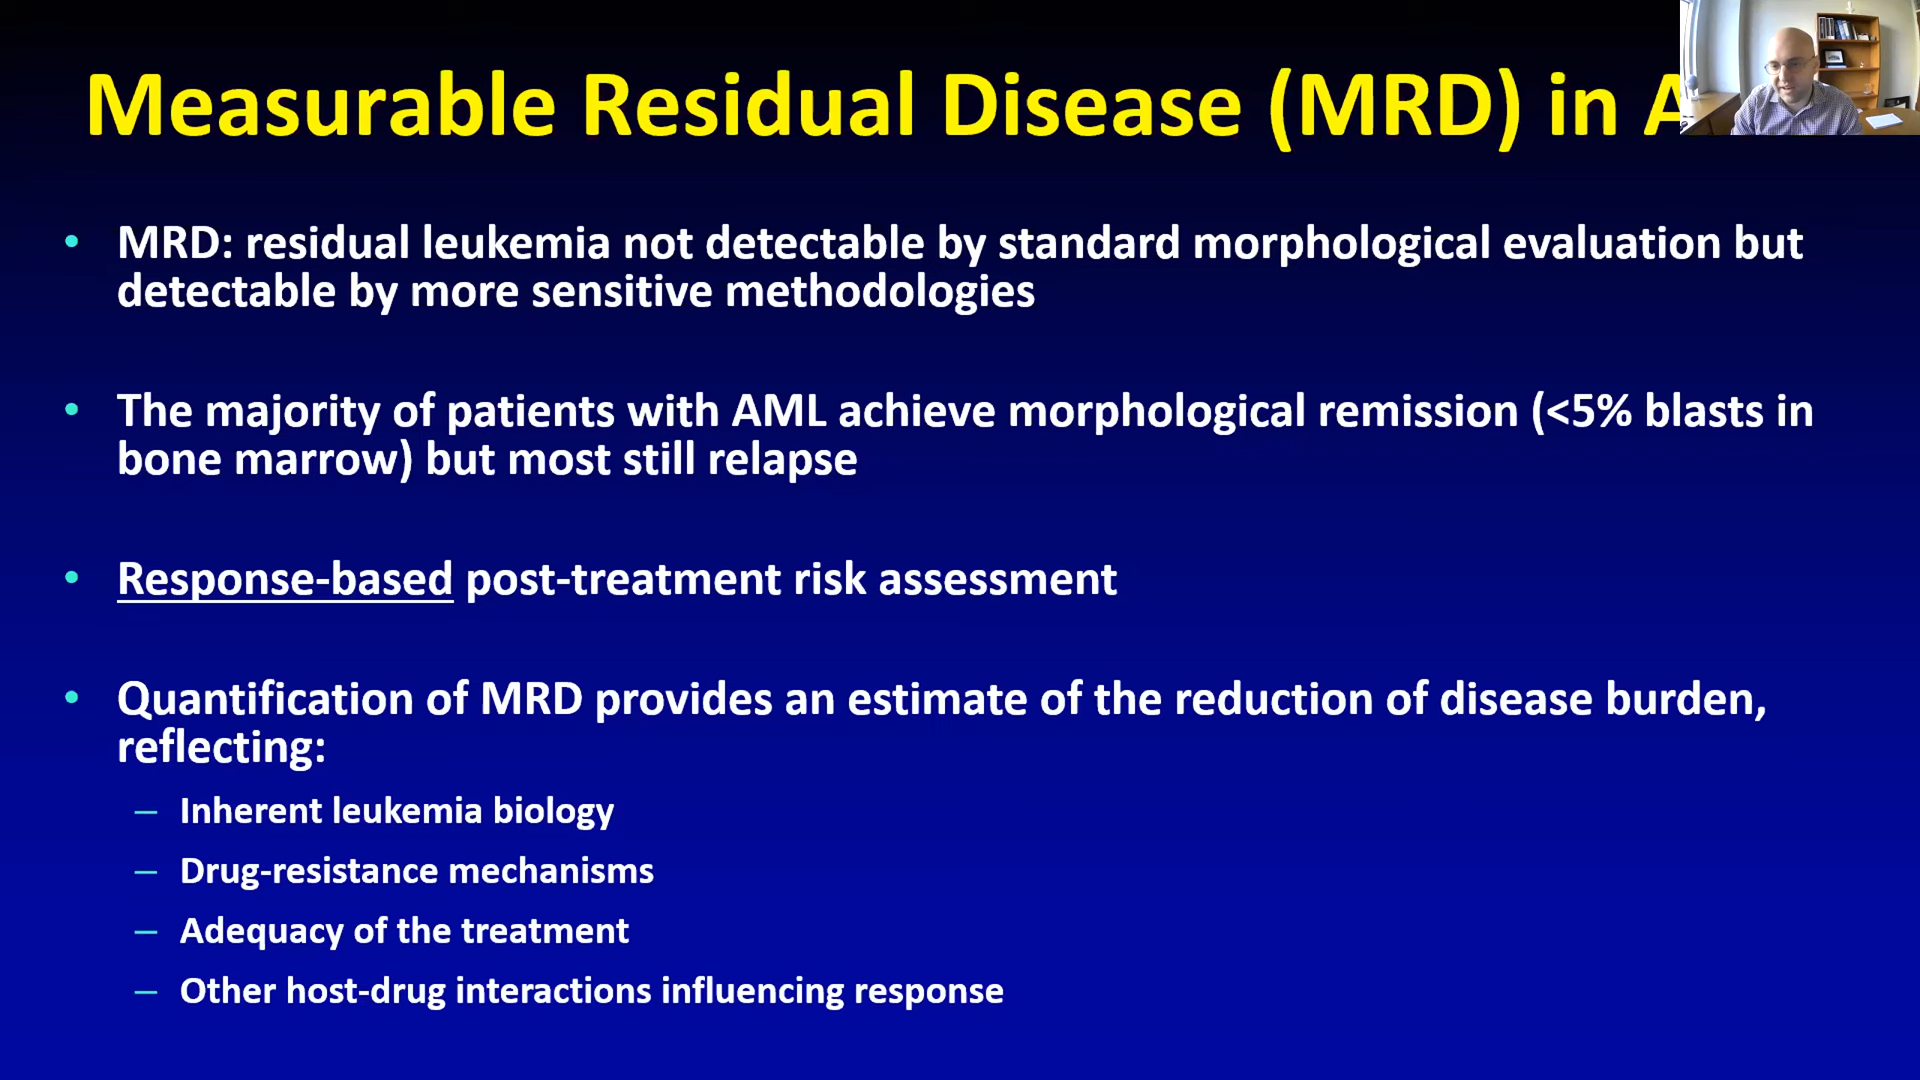 Measurable Residual Disease (MRD) in A
• MRD: residual leukemia not detectable by standard morphological evaluation but
detectable by more sensitive methodologies
• The majority of patients with AML achieve morphological remission (<5% blasts in
bone marrow) but most still relapse
• Response-based post-treatment risk assessment
• Quantification of MRD provides an estimate of the reduction of disease burden,
reflecting:
– Inherent leukemia biology
– Drug-resistance mechanisms
– Adequacy of the treatment
– Other host-drug interactions influencing response